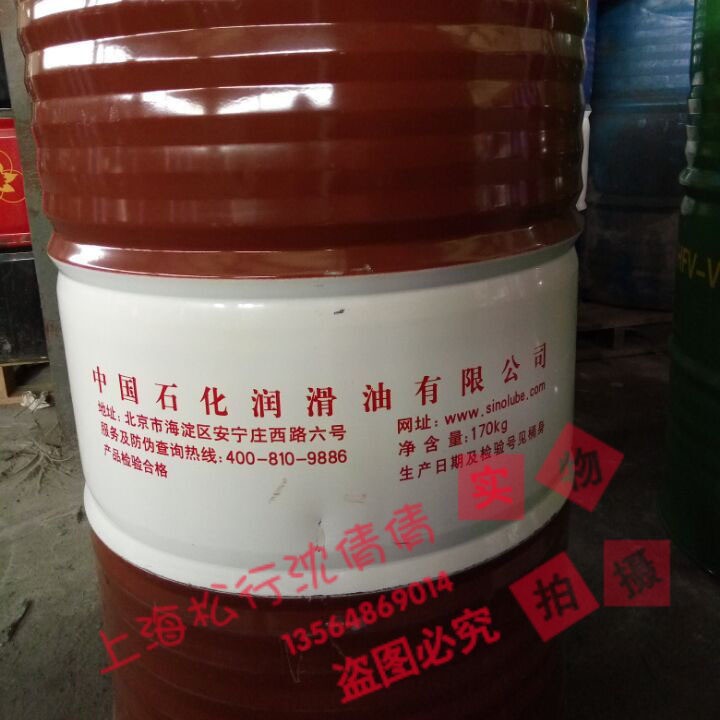 中国石化润滑油有限公司
地址:北京市海淀区安宁庄西路六号
服务及防伪查询热线:400-810-9886
产品检验合格
网址:www.sinolube.com
净含量:170kg
生产日期及检验号见桶身
实物
拍摄
上海松行沈倩倩
13564869014
盗图必究